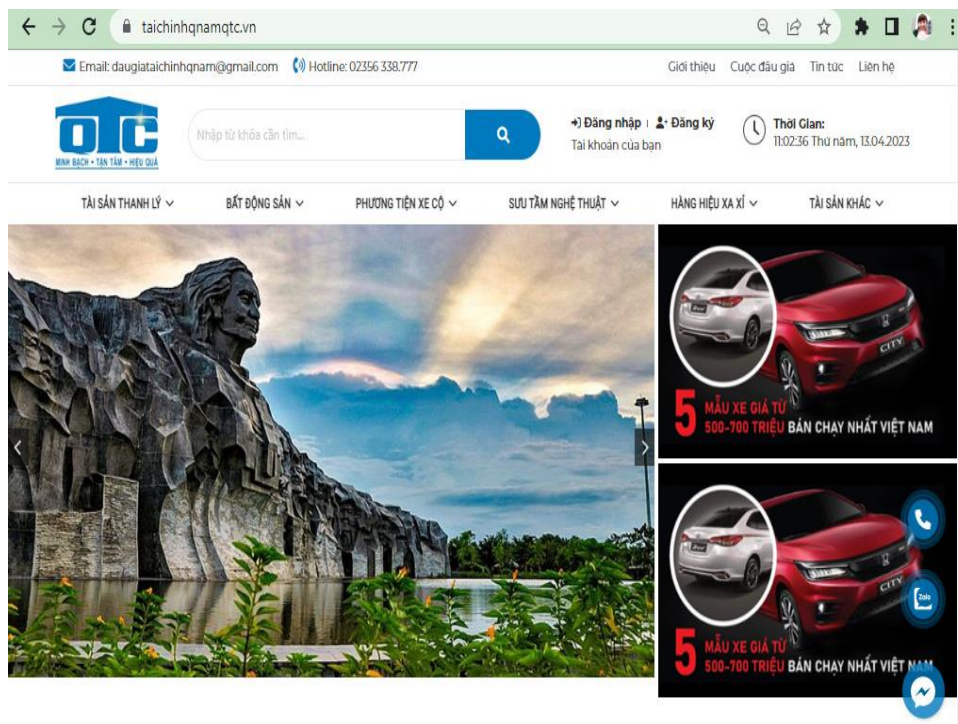 taichinhqnamqtc.vn
Email: daugiataichinhqnam@gmail.com Hotline: 02356 338.777 Giới thiệu Cuộc đấu giá Tin tức Liên hệ
QTC
MINH BẠCH • TẬN TÂM • HIỆU QUẢ
Nhập từ khóa cần tìm...
Đăng nhập | Đăng ký
Tài khoản của bạn
Thời Gian:
11:02:36 Thứ năm, 13.04.2023
TÀI SẢN THANH LÝ BẤT ĐỘNG SẢN PHƯƠNG TIỆN XE CỘ SƯU TẦM NGHỆ THUẬT HÀNG HIỆU XA XỈ TÀI SẢN KHÁC
CITY
5 MẪU XE GIÁ TỪ
500-700 TRIỆU BÁN CHẠY NHẤT VIỆT NAM
CITY
5 MẪU XE GIÁ TỪ
500-700 TRIỆU BÁN CHẠY NHẤT VIỆT NAM
Zalo